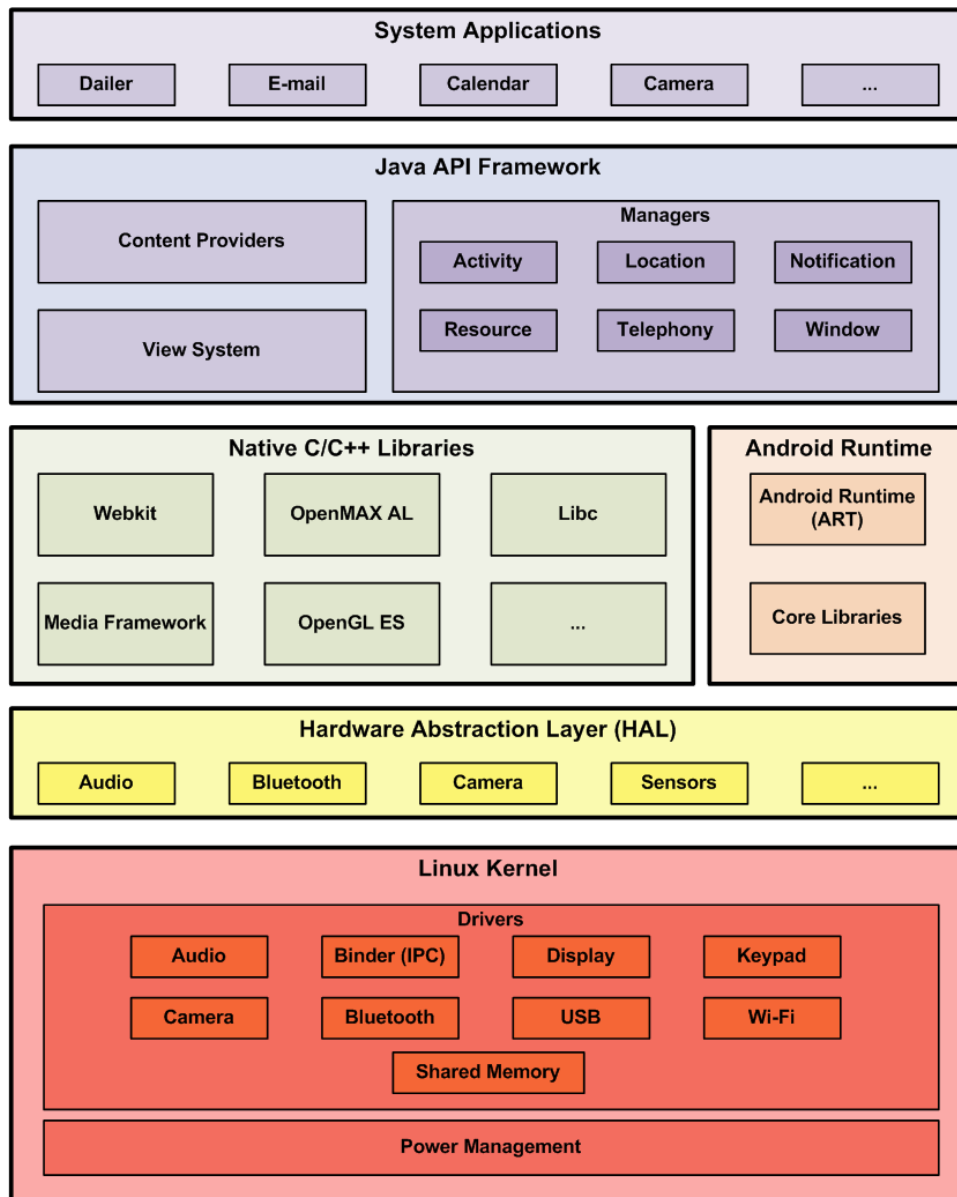 System Applications
Dailer
E-mail
Calendar
Camera
...
Java API Framework
Content Providers
View System
Managers
Activity
Location
Notification
Resource
Telephony
Window
Native C/C++ Libraries
Webkit
OpenMAX AL
Libc
Media Framework
OpenGL ES
...
Android Runtime
Android Runtime
(ART)
Core Libraries
Hardware Abstraction Layer (HAL)
Audio
Bluetooth
Camera
Sensors
...
Linux Kernel
Drivers
Audio
Binder (IPC)
Display
Keypad
Camera
Bluetooth
USB
Wi-Fi
Shared Memory
Power Management